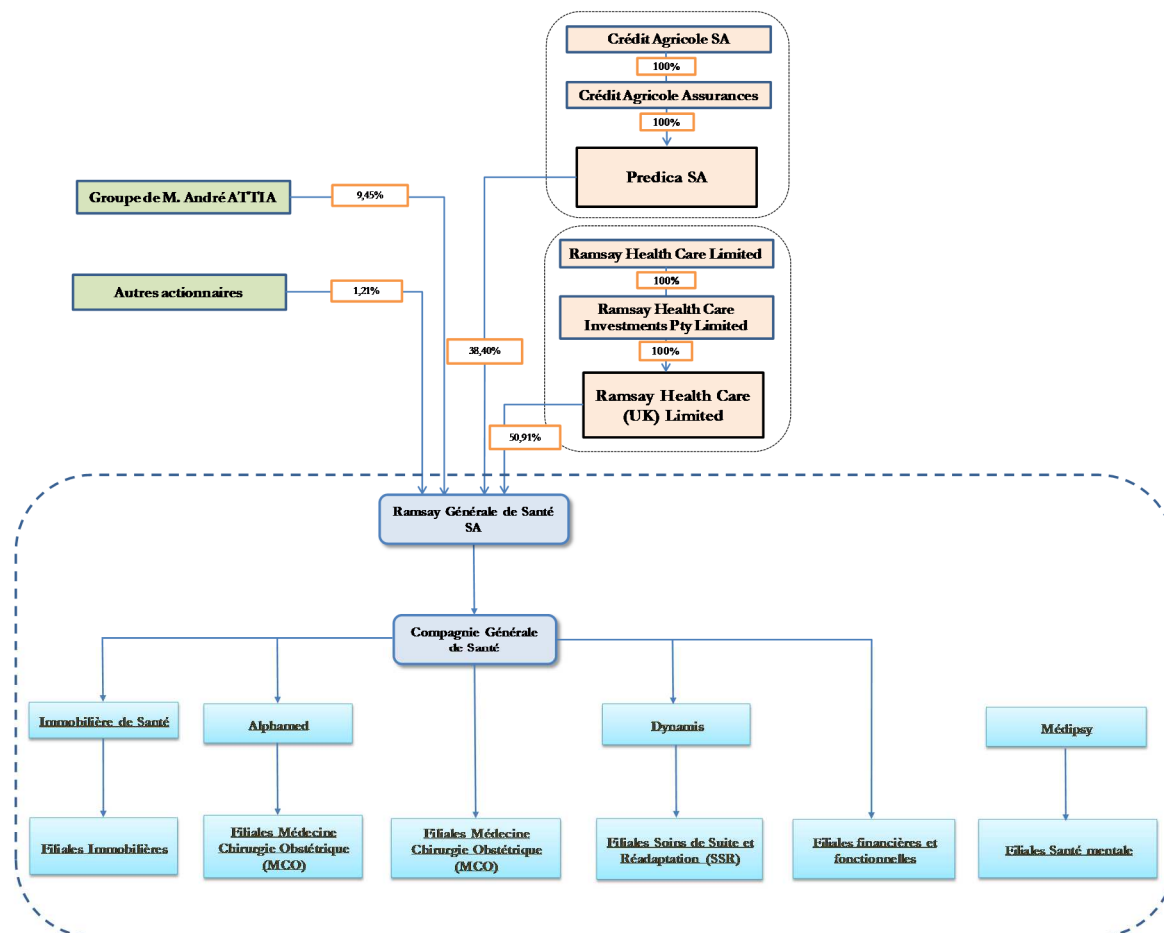 Crédit Agricole SA
100%
Crédit Agricole Assurances
100%
Predica SA
Groupe de M. André ATTIA
9,45%
Ramsay Health Care Limited
100%
Autres actionnaires
1,21%
Ramsay Health Care
Investments Pty Limited
38,40%
100%
Ramsay Health Care
(UK) Limited
50,91%
Ramsay Générale de Santé
SA
Compagnie Générale
de Santé
Immobilière de Santé
Alphamed
Dynamis
Médipsy
Filiales Immobilières
Filiales Médecine
Chirurgie Obstétrique
(MCO)
Filiales Médecine
Chirurgie Obstétrique
(MCO)
Filiales Soins de Suite et
Réadaptation (SSR)
Filiales financières et
fonctionnelles
Filiales Santé mentale